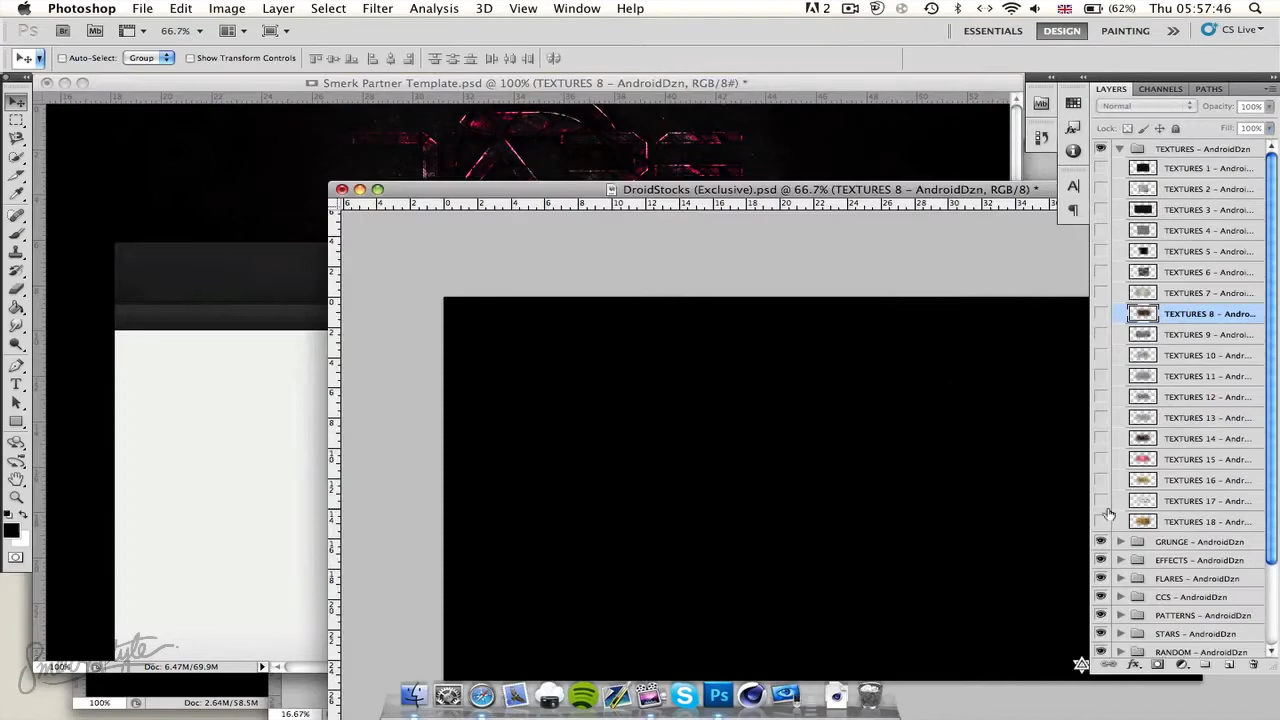 Photoshop File Edit Image Layer Select Filter Analysis 3D View Window Help
2 (62%) Thu 05:57:46
Ps Br Mb 66.7% ESSENTIALS DESIGN PAINTING CS Live
Auto-Select: Group Show Transform Controls
Smerk Partner Template.psd @ 100% (TEXTURES 8 – AndroidDzn, RGB/8#) *
LAYERS CHANNELS PATHS
Normal Opacity: 100%
Lock: Fill: 100%
TEXTURES – AndroidDzn
TEXTURES 1 – Androi...
TEXTURES 2 – Androi...
DroidStocks (Exclusive).psd @ 66.7% (TEXTURES 8 – AndroidDzn, RGB/8) *
TEXTURES 3 – Androi...
TEXTURES 4 – Androi...
TEXTURES 5 – Androi...
TEXTURES 6 – Androi...
TEXTURES 7 – Androi...
TEXTURES 8 – Andro...
TEXTURES 9 – Androi...
TEXTURES 10 – Andr...
TEXTURES 11 – Andr...
TEXTURES 12 – Andr...
TEXTURES 13 – Andr...
TEXTURES 14 – Andr...
TEXTURES 15 – Andr...
TEXTURES 16 – Andr...
TEXTURES 17 – Andr...
TEXTURES 18 – Andr...
GRUNGE – AndroidDzn
EFFECTS – AndroidDzn
FLARES – AndroidDzn
CCS – AndroidDzn
PATTERNS – AndroidDzn
STARS – AndroidDzn
RANDOM – AndroidDzn
100% Doc: 6.47M/69.9M
100% Doc: 2.64M/58.5M
16.67%